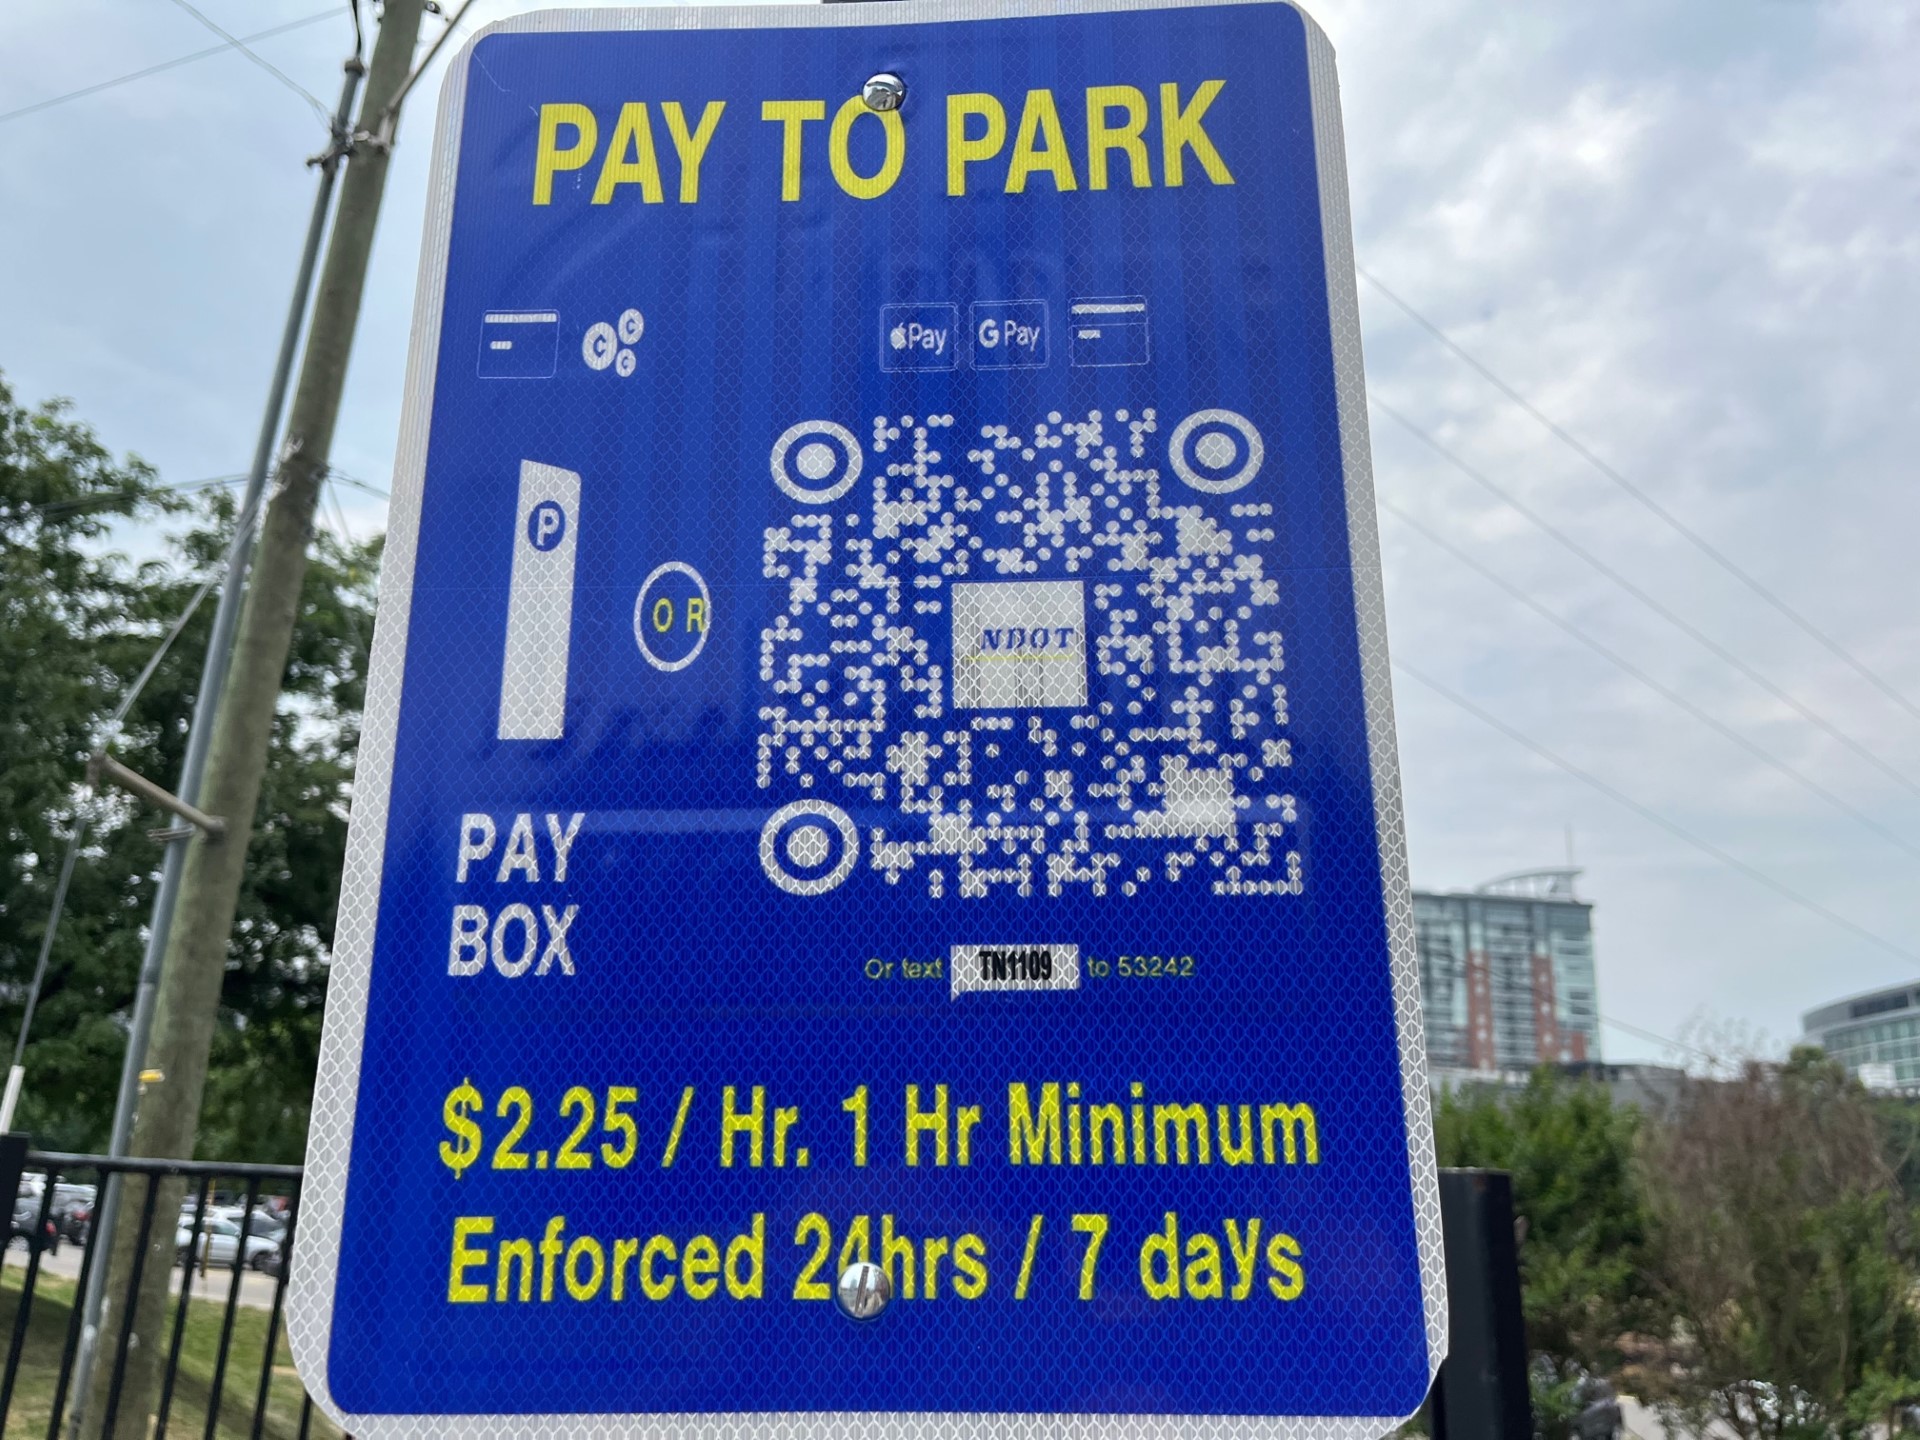 PAY TO PARK
C C C
Pay G Pay
P
O R
NDOT
PAY
BOX
Or text TN1109 to 53242
$2.25 / Hr. 1 Hr Minimum
Enforced 24hrs / 7 days